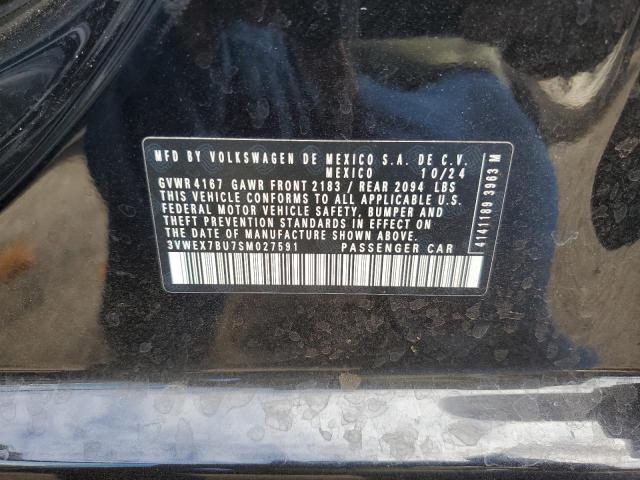 MFD BY VOLKSWAGEN DE MEXICO S.A. DE C.V.
MEXICO 10/24
GVWR 4167 GAWR FRONT 2183 / REAR 2094 LBS
THIS VEHICLE CONFORMS TO ALL APPLICABLE U.S.
FEDERAL MOTOR VEHICLE SAFETY, BUMPER AND
THEFT PREVENTION STANDARDS IN EFFECT ON
THE DATE OF MANUFACTURE SHOWN ABOVE.
3VWEX7BU7SM027591 PASSENGER CAR
4141189 3963 M